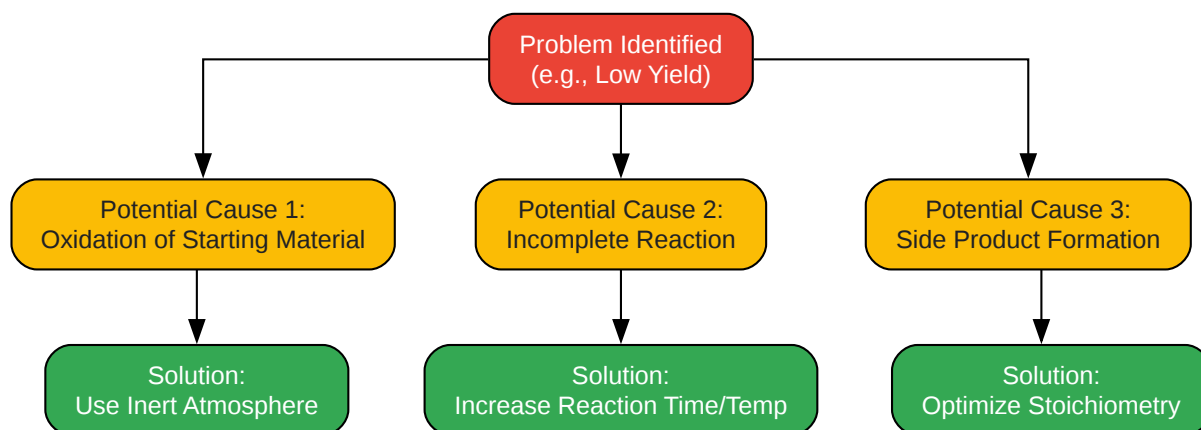 Problem Identified
(e.g., Low Yield)
Potential Cause 1:
Oxidation of Starting Material
Potential Cause 2:
Incomplete Reaction
Potential Cause 3:
Side Product Formation
Solution:
Use Inert Atmosphere
Solution:
Increase Reaction Time/Temp
Solution:
Optimize Stoichiometry